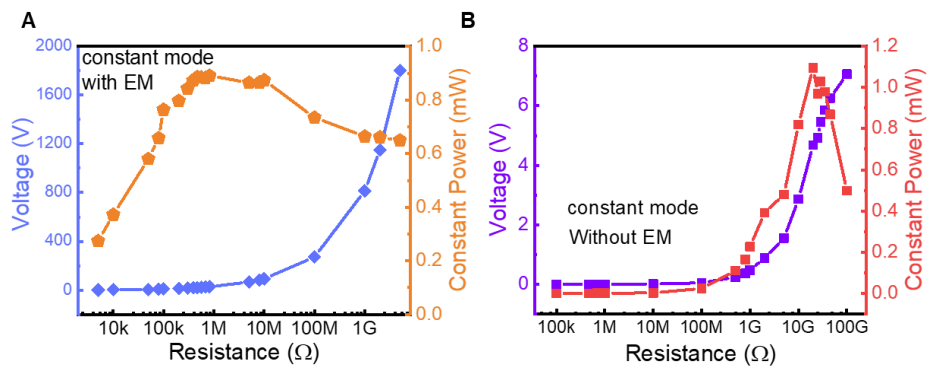 A
B
constant mode
with EM
2000
1600
1200
800
400
0
Voltage (V)
1.0
0.8
0.6
0.4
0.2
0.0
Constant Power (mW)
10k 100k 1M 10M 100M 1G
Resistance (Ω)
8
6
4
2
0
Voltage (V)
constant mode
Without EM
1.2
1.0
0.8
0.6
0.4
0.2
0.0
Constant Power (mW)
100k 1M 10M 100M 1G 10G 100G
Resistance (Ω)